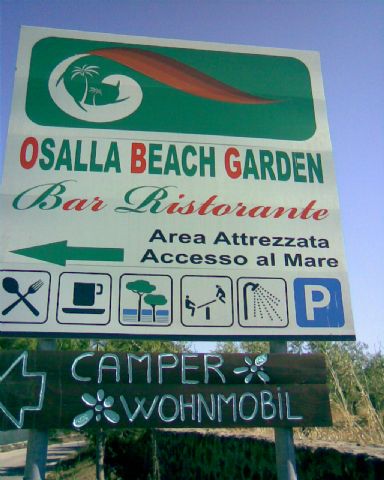 OSALLA BEACH GARDEN
Bar Ristorante
Area Attrezzata
Accesso al Mare
P
CAMPER
WOHNMOBIL